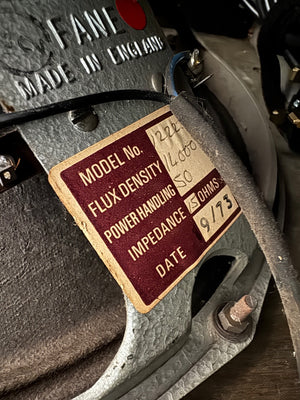 FANE
MADE IN ENGLAND
MODEL No. 222
FLUX DENSITY 14,000
POWER HANDLING 50
IMPEDANCE 15 OHMS
DATE 9/73